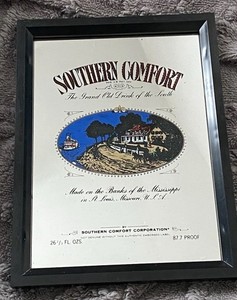 SOUTHERN COMFORT
The Grand Old Drink of the South
Made on the Banks of the Mississippi
in St Louis, Missouri, U.S.A.
BY
SOUTHERN COMFORT CORPORATION
26 ½ FL. OZS.
87.7 PROOF